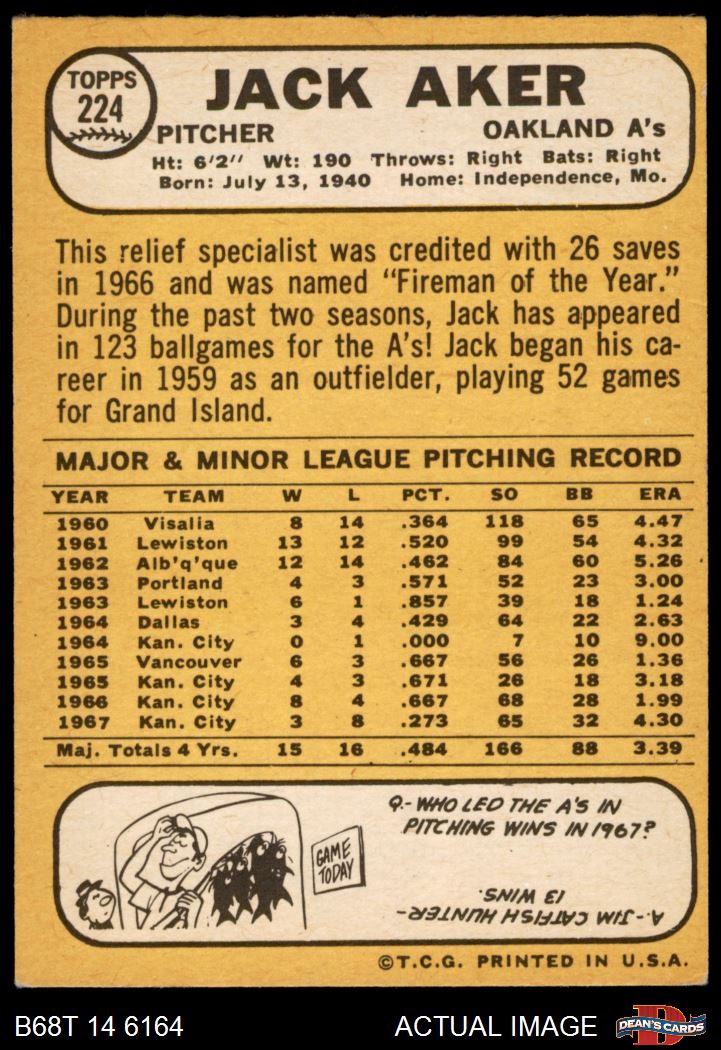 TOPPS
224
JACK AKER
PITCHER OAKLAND A's
Ht: 6'2" Wt: 190 Throws: Right Bats: Right
Born: July 13, 1940 Home: Independence, Mo.
This relief specialist was credited with 26 saves
in 1966 and was named "Fireman of the Year."
During the past two seasons, Jack has appeared
in 123 ballgames for the A's! Jack began his ca-
reer in 1959 as an outfielder, playing 52 games
for Grand Island.
MAJOR & MINOR LEAGUE PITCHING RECORD
YEAR TEAM W L PCT. SO BB ERA
1960 Visalia 8 14 .364 118 65 4.47
1961 Lewiston 13 12 .520 99 54 4.32
1962 Alb'q'que 12 14 .462 84 60 5.26
1963 Portland 4 3 .571 52 23 3.00
1963 Lewiston 6 1 .857 39 18 1.24
1964 Dallas 3 4 .429 64 22 2.63
1964 Kan. City 0 1 .000 7 10 9.00
1965 Vancouver 6 3 .667 56 26 1.36
1965 Kan. City 4 3 .671 26 18 3.18
1966 Kan. City 8 4 .667 68 28 1.99
1967 Kan. City 3 8 .273 65 32 4.30
Maj. Totals 4 Yrs. 15 16 .484 166 88 3.39
Q.- WHO LED THE A'S IN
PITCHING WINS IN 1967?
GAME
TODAY
A.- JIM CATFISH HUNTER-
13 WINS.
©T.C.G. PRINTED IN U.S.A.
B68T 14 6164 ACTUAL IMAGE
D
DEAN'S CARDS